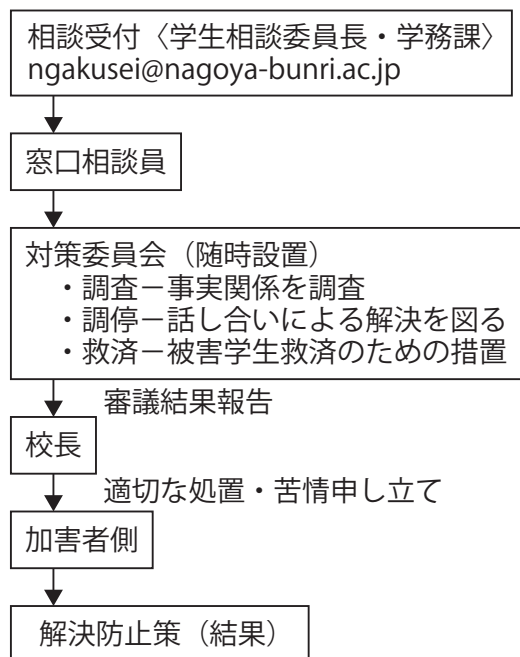 相談受付〈学生相談委員長・学務課〉
ngakusei@nagoya-bunri.ac.jp
窓口相談員
対策委員会（随時設置）
・調査－事実関係を調査
・調停－話し合いによる解決を図る
・救済－被害学生救済のための措置
審議結果報告
校長
適切な処置・苦情申し立て
加害者側
解決防止策（結果）